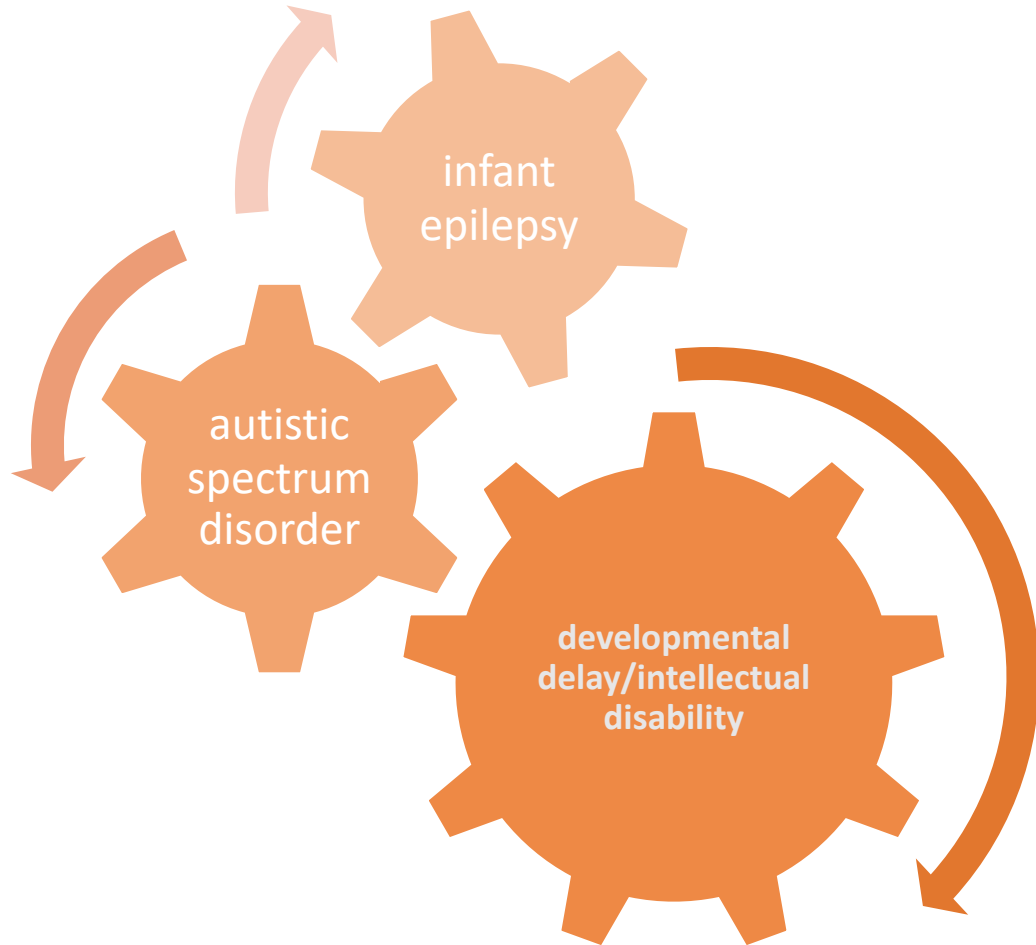 infant
epilepsy
autistic
spectrum
disorder
developmental
delay/intellectual
disability